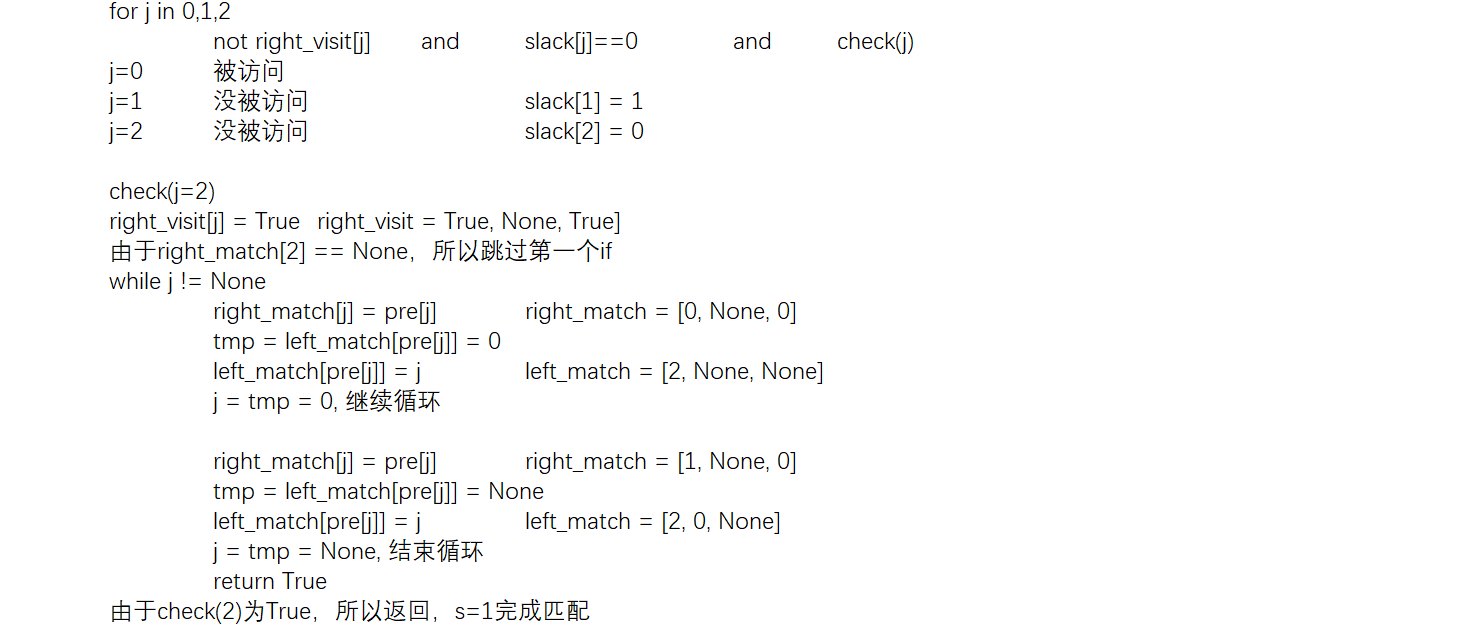 for j in 0,1,2
not right_visit[j] and slack[j]==0 and check(j)
j=0 被访问
j=1 没被访问 slack[1] = 1
j=2 没被访问 slack[2] = 0
check(j=2)
right_visit[j] = True right_visit = True, None, True]
由于right_match[2] == None，所以跳过第一个if
while j != None
right_match[j] = pre[j] right_match = [0, None, 0]
tmp = left_match[pre[j]] = 0
left_match[pre[j]] = j left_match = [2, None, None]
j = tmp = 0, 继续循环
right_match[j] = pre[j] right_match = [1, None, 0]
tmp = left_match[pre[j]] = None
left_match[pre[j]] = j left_match = [2, 0, None]
j = tmp = None, 结束循环
return True
由于check(2)为True，所以返回，s=1完成匹配